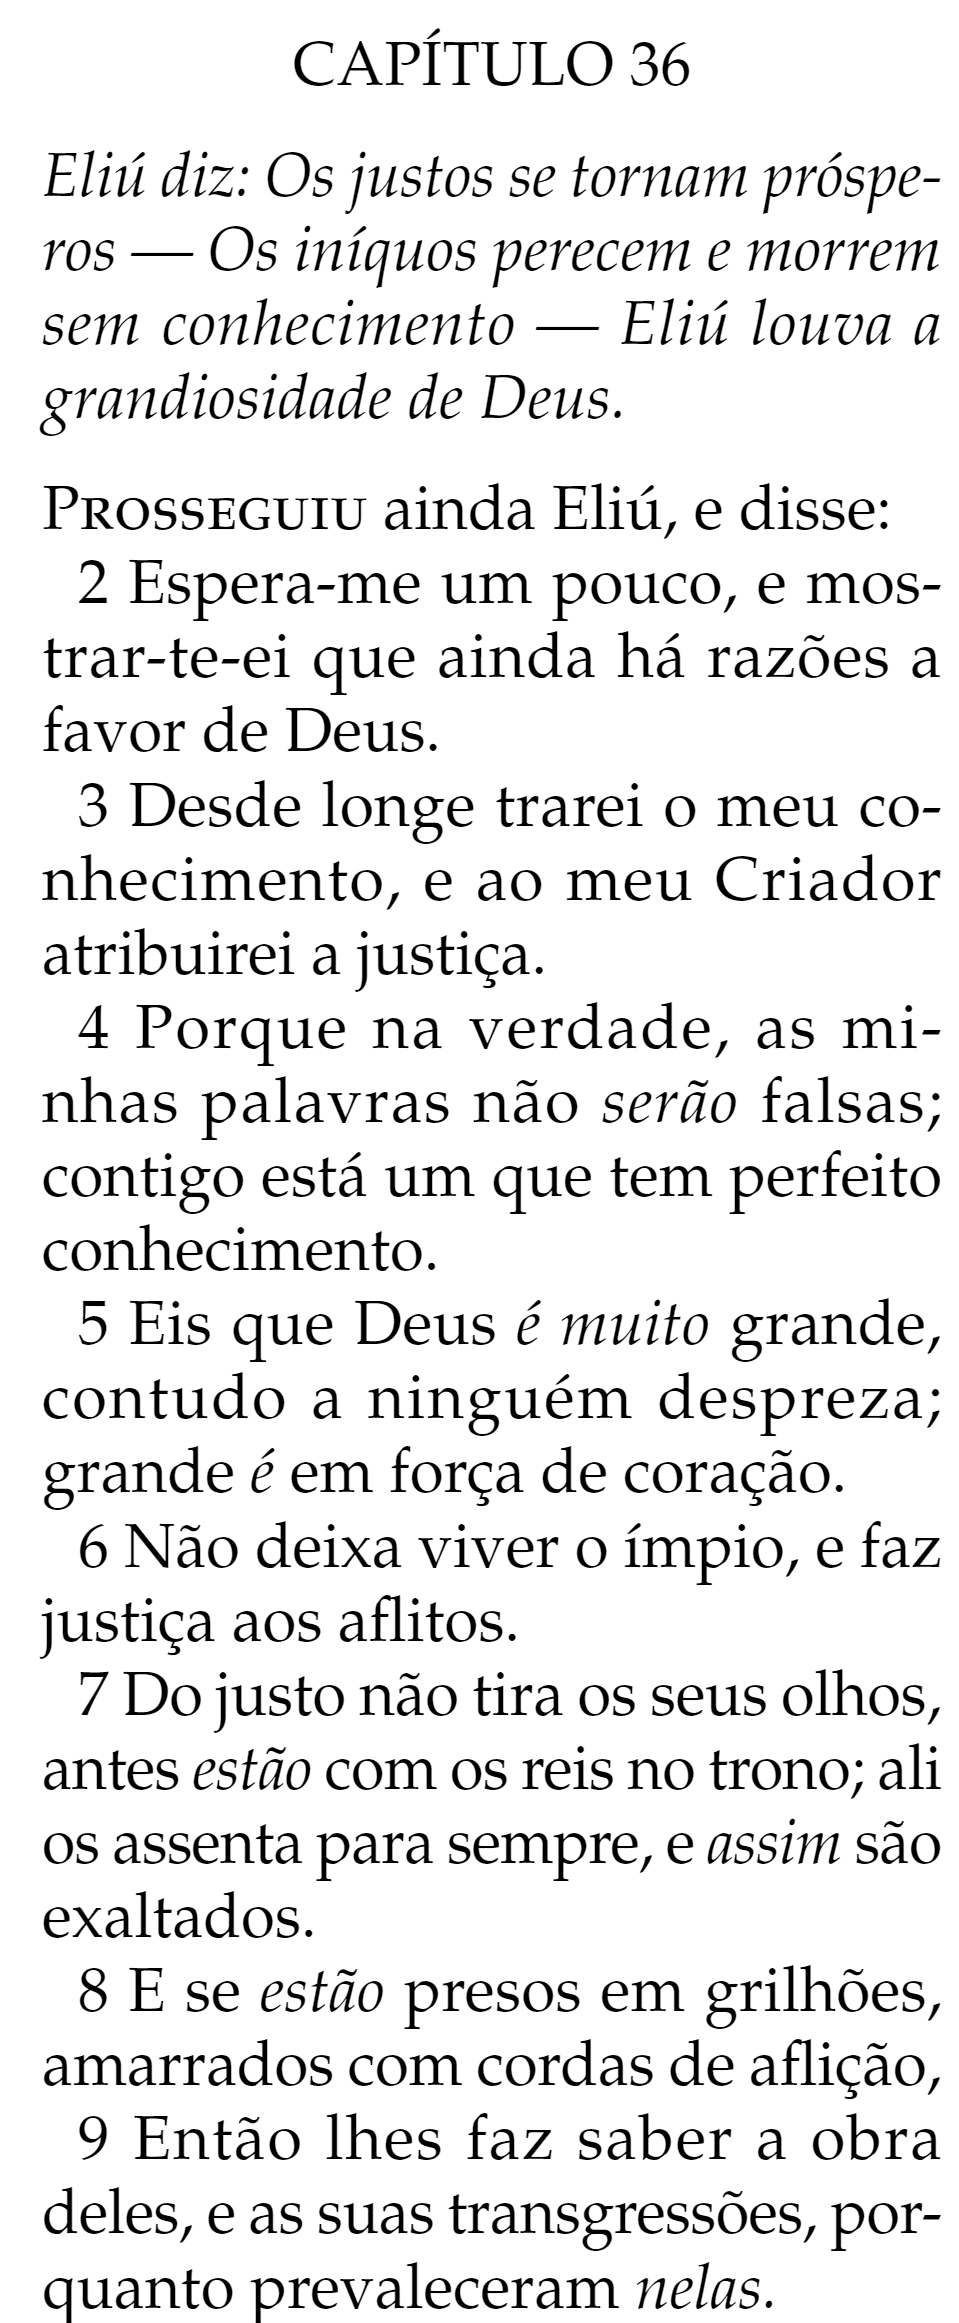 CAPÍTULO 36
Eliú diz: Os justos se tornam próspe-
ros — Os iníquos perecem e morrem
sem conhecimento — Eliú louva a
grandiosidade de Deus.
Prosseguiu ainda Eliú, e disse:
2 Espera-me um pouco, e mos-
trar-te-ei que ainda há razões a
favor de Deus.
3 Desde longe trarei o meu co-
nhecimento, e ao meu Criador
atribuirei a justiça.
4 Porque na verdade, as mi-
nhas palavras não serão falsas;
contigo está um que tem perfeito
conhecimento.
5 Eis que Deus é muito grande,
contudo a ninguém despreza;
grande é em força de coração.
6 Não deixa viver o ímpio, e faz
justiça aos aflitos.
7 Do justo não tira os seus olhos,
antes estão com os reis no trono; ali
os assenta para sempre, e assim são
exaltados.
8 E se estão presos em grilhões,
amarrados com cordas de aflição,
9 Então lhes faz saber a obra
deles, e as suas transgressões, por-
quanto prevaleceram nelas.